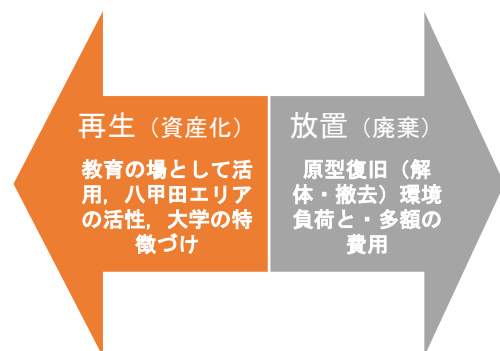 再生（資産化）
教育の場として活
用，八甲田エリア
の活性，大学の特
徴づけ
放置（廃棄）
原型復旧（解
体・撤去）環境
負荷と・多額の
費用